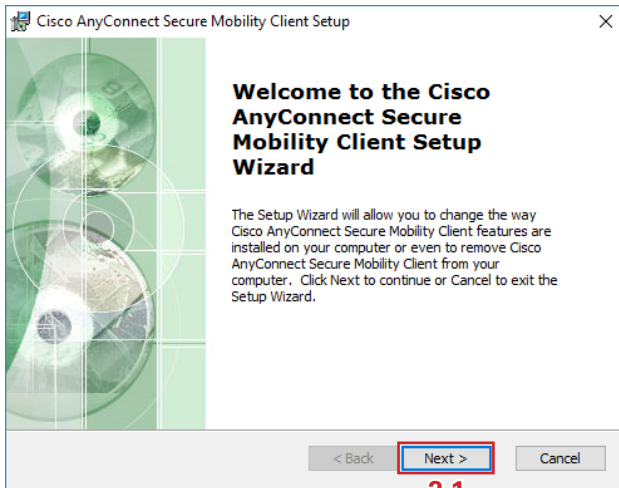 Cisco AnyConnect Secure Mobility Client Setup
Welcome to the Cisco
AnyConnect Secure
Mobility Client Setup
Wizard
The Setup Wizard will allow you to change the way
Cisco AnyConnect Secure Mobility Client features are
installed on your computer or even to remove Cisco
AnyConnect Secure Mobility Client from your
computer. Click Next to continue or Cancel to exit the
Setup Wizard.
< Back Next > Cancel